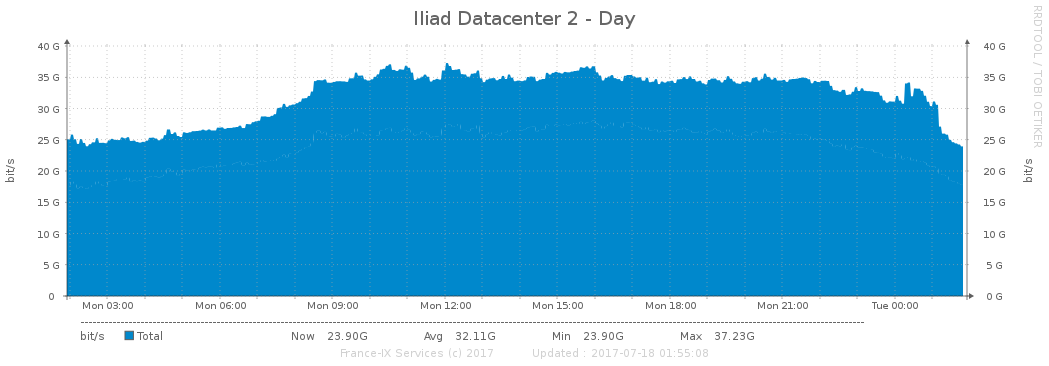 Iliad Datacenter 2 - Day
RRDTOOL / TOBI OETIKER
40 G 40 G
35 G 35 G
30 G 30 G
25 G 25 G
20 G 20 G
15 G 15 G
10 G 10 G
5 G 5 G
0 0 G
bit/s bit/s
Mon 03:00 Mon 06:00 Mon 09:00 Mon 12:00 Mon 15:00 Mon 18:00 Mon 21:00 Tue 00:00
bit/s Total Now 23.90G Avg 32.11G Min 23.90G Max 37.23G
France-IX Services (c) 2017 Updated : 2017-07-18 01:55:08